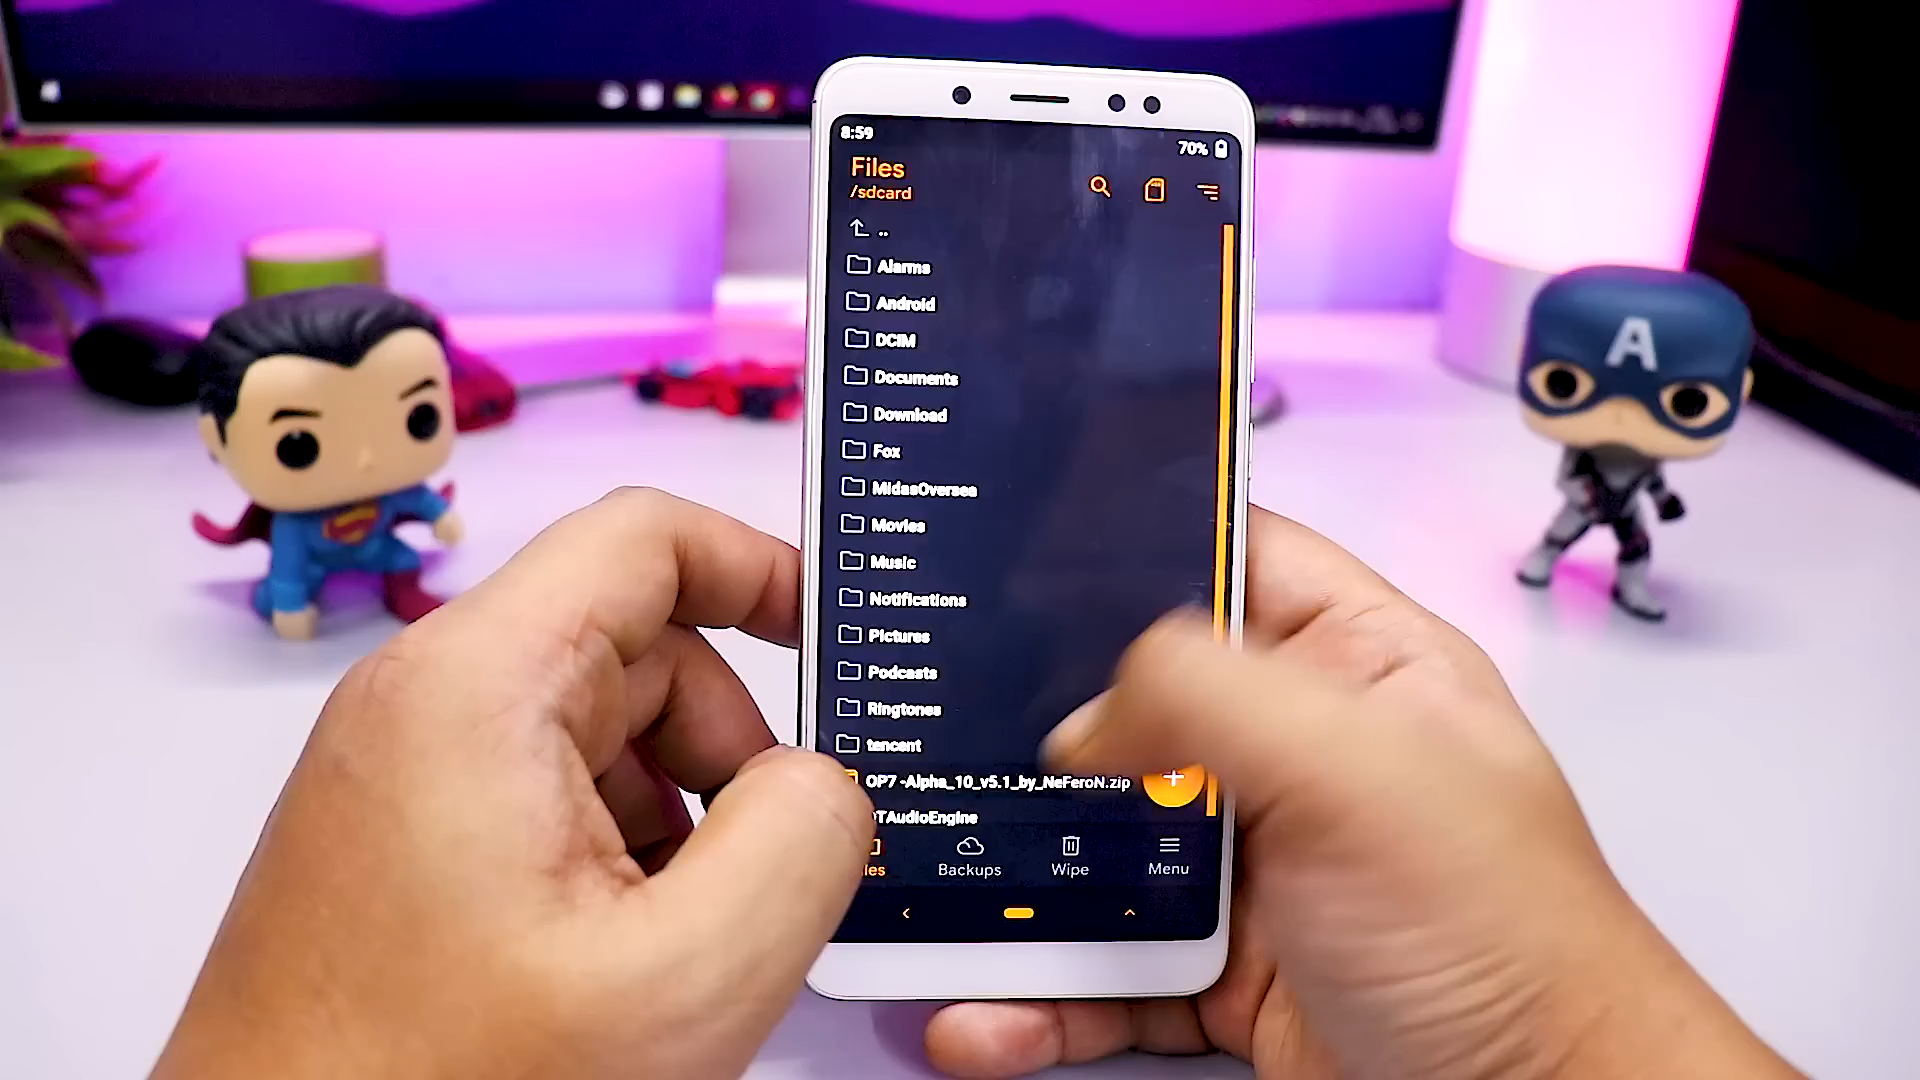 8:59
70%
Files
/sdcard
..
Alarms
Android
DCIM
Documents
Download
Fox
MidasOversea
Movies
Music
Notifications
Pictures
Podcasts
Ringtones
tencent
OP7 -Alpha_10_v5.1_by_NeFeroN.zip
TAudioEngine
les
Backups
Wipe
Menu
A